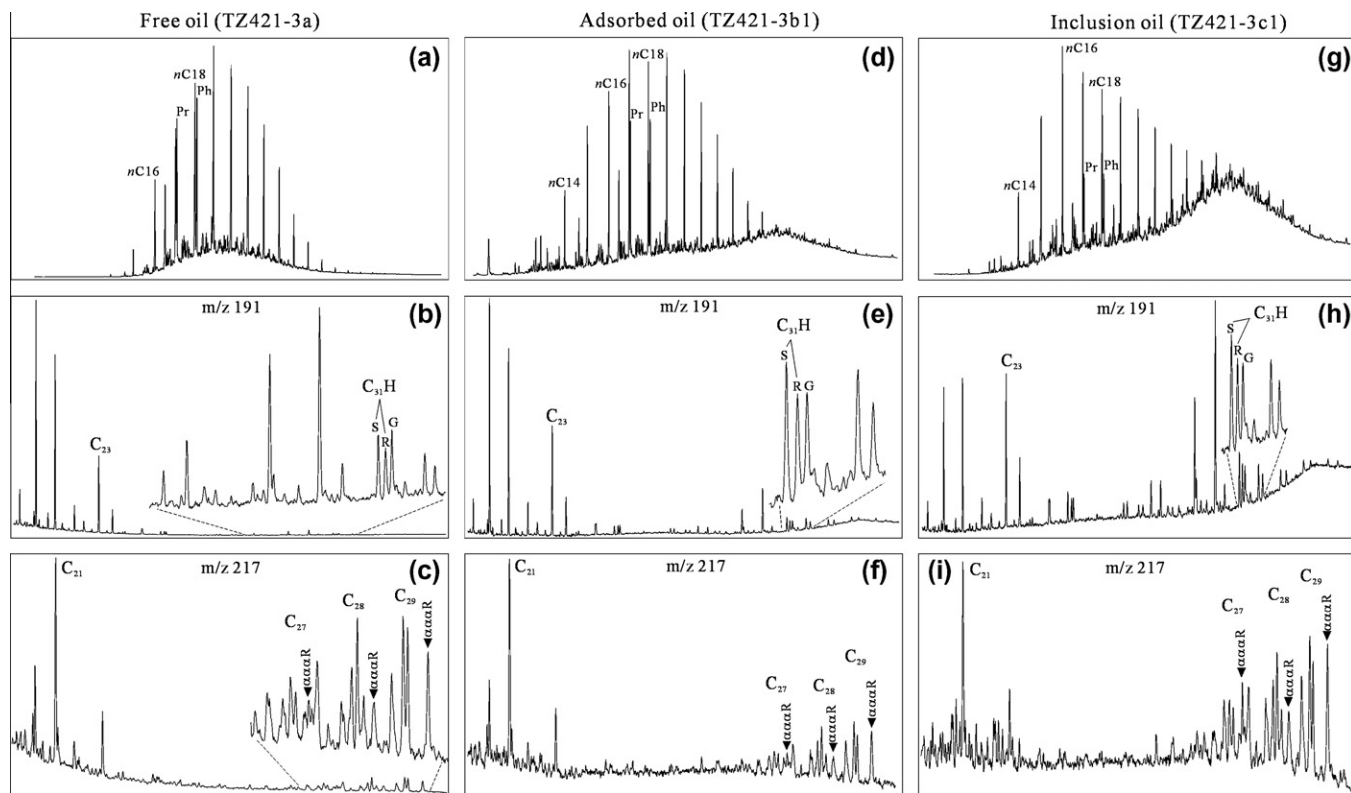 Free oil (TZ421-3a)
Adsorbed oil (TZ421-3b1)
Inclusion oil (TZ421-3c1)
(a)
nC18
Ph
Pr
nC16
(d)
nC18
nC16
Ph
Pr
nC14
(g)
nC16
nC18
Pr
Ph
nC14
m/z 191
(b)
C31H
S
R
G
C23
m/z 191
(e)
C31H
S
R G
C23
m/z 191
(h)
S
C31H
R
G
C23
m/z 217
(c)
C21
C27
C28
C29
αααR
αααR
αααR
m/z 217
(f)
C21
C27
C28
C29
αααR
αααR
αααR
(i)
m/z 217
C21
C27
C28
C29
αααR
αααR
αααR